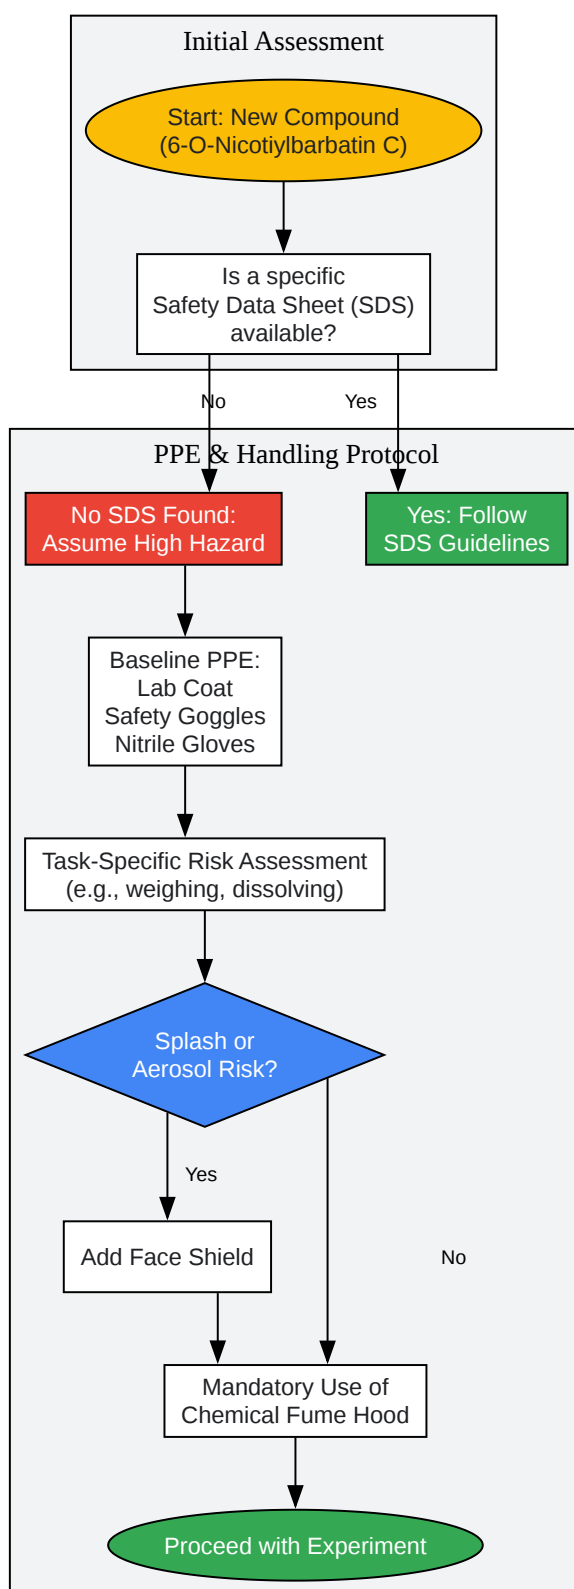 Initial Assessment
Start: New Compound
(6-O-Nicotiylbarbatin C)
Is a specific
Safety Data Sheet (SDS)
available?
No
Yes
PPE & Handling Protocol
No SDS Found:
Assume High Hazard
Yes: Follow
SDS Guidelines
Baseline PPE:
Lab Coat
Safety Goggles
Nitrile Gloves
Task-Specific Risk Assessment
(e.g., weighing, dissolving)
Splash or
Aerosol Risk?
Yes
Add Face Shield
No
Mandatory Use of
Chemical Fume Hood
Proceed with Experiment